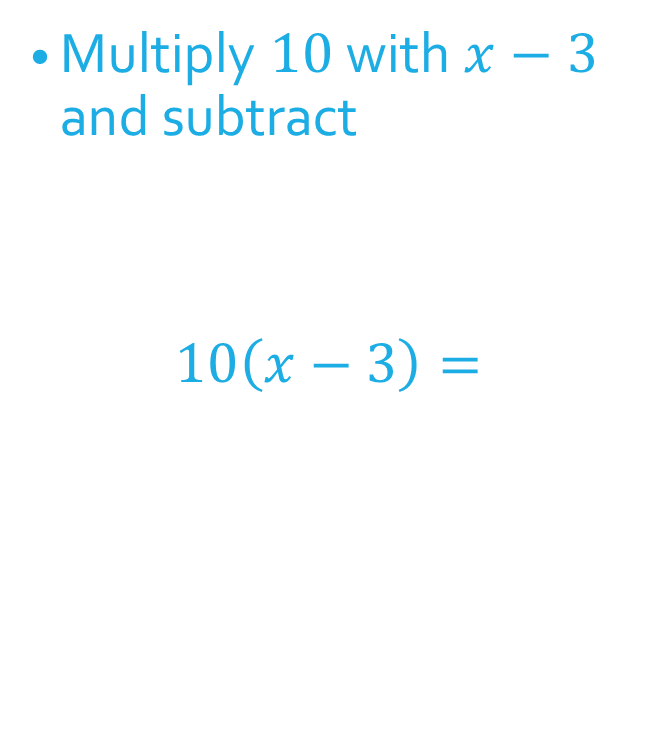 • Multiply 10 with x − 3
and subtract
10(x − 3) =